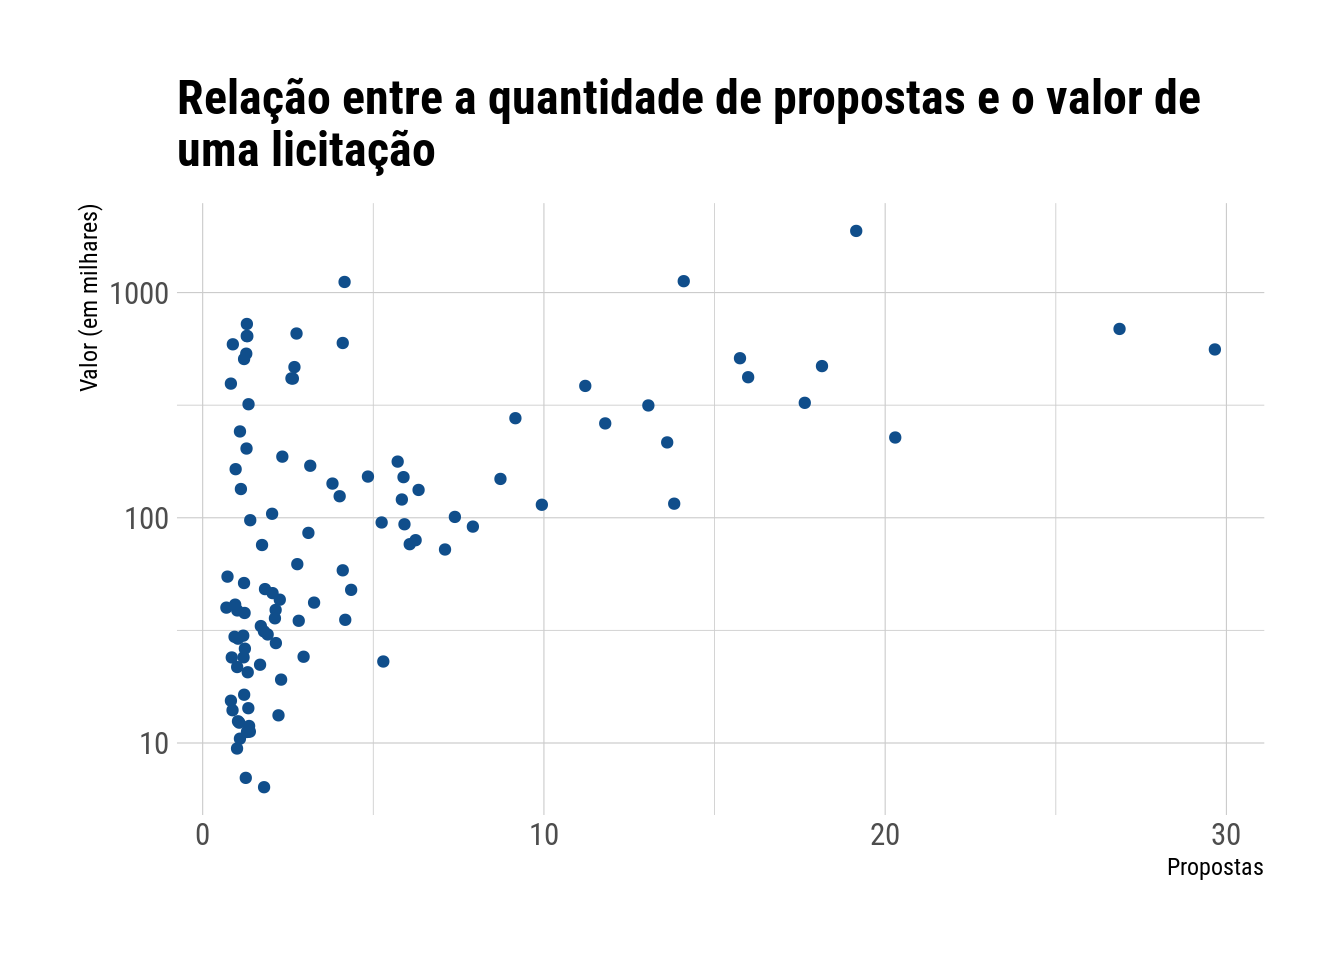 Relação entre a quantidade de propostas e o valor de
uma licitação
Valor (em milhares)
1000
100
10
0
10
20
30
Propostas